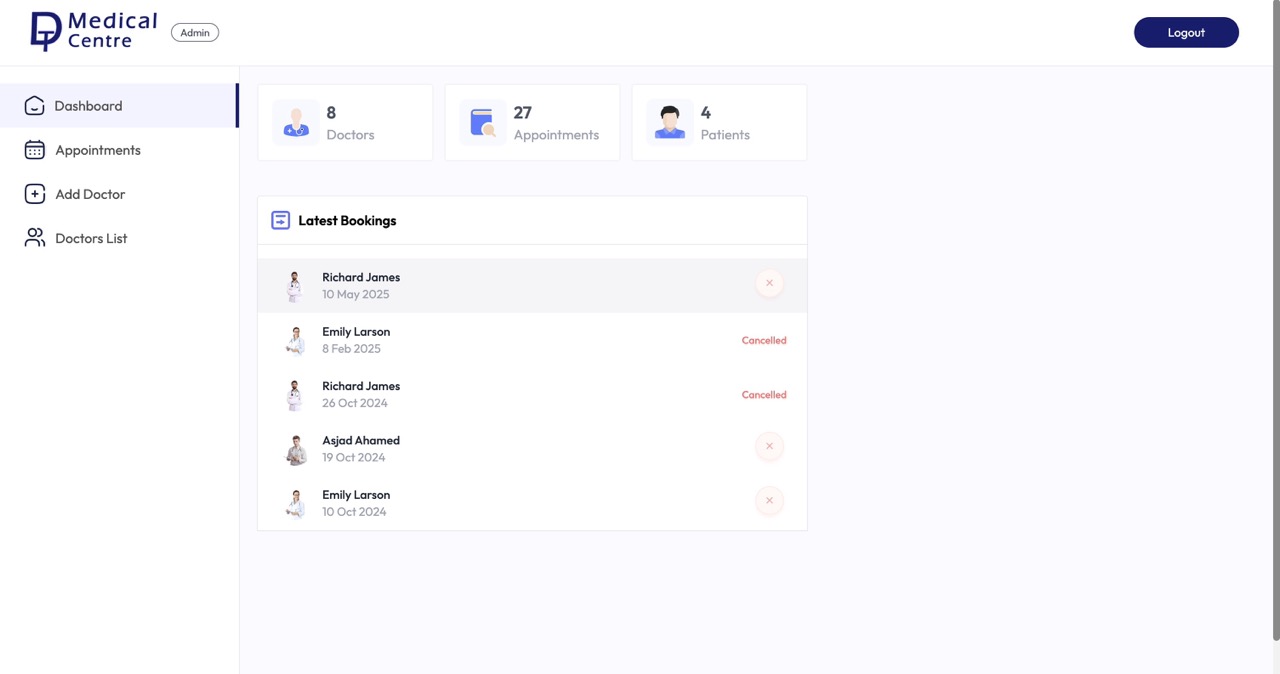 Medical
Centre
Admin
Logout
Dashboard
Appointments
Add Doctor
Doctors List
8
Doctors
27
Appointments
4
Patients
Latest Bookings
Richard James
10 May 2025
Emily Larson
8 Feb 2025
Cancelled
Richard James
26 Oct 2024
Cancelled
Asjad Ahamed
19 Oct 2024
Emily Larson
10 Oct 2024